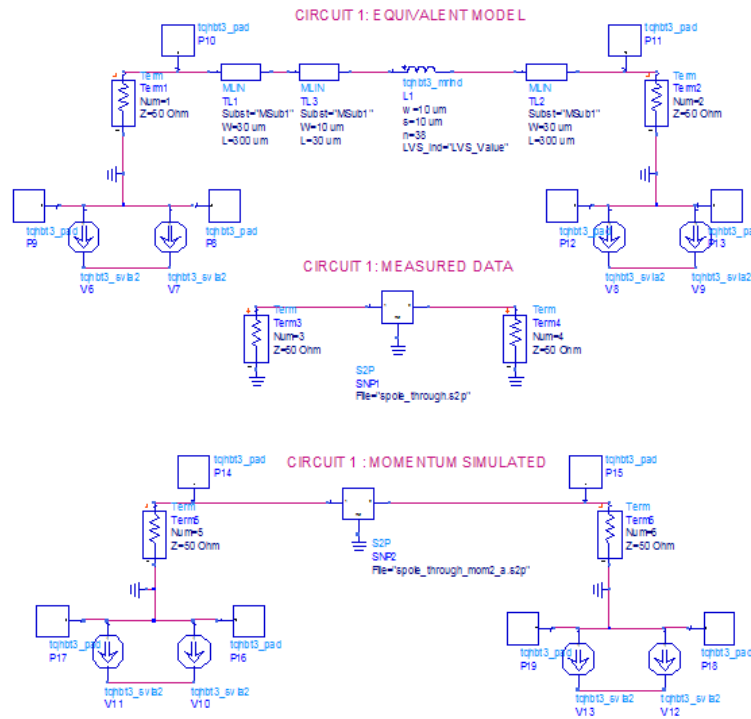 CIRCUIT 1: EQUIVALENT MODEL
tqhbt3_pad
P10
tqhbt3_pad
P11
Term
Term1
Num=1
Z=50 Ohm
MLIN
TL1
Subst="MSub1"
W=30 um
L=300 um
MLIN
TL3
Subst="MSub1"
W=10 um
L=30 um
tqhbt3_mrind
L1
w=10 um
s=10 um
n=38
LVS_Ind="LVS_Value"
MLIN
TL2
Subst="MSub1"
W=30 um
L=300 um
Term
Term2
Num=2
Z=50 Ohm
tqhbt3_pad
P9
tqhbt3_pad
P8
tqhbt3_pad
P12
tqhbt3_pad
P13
tqhbt3_svia2
V6
tqhbt3_svia2
V7
tqhbt3_svia2
V8
tqhbt3_svia2
V9
CIRCUIT 1: MEASURED DATA
Term
Term3
Num=3
Z=50 Ohm
Term
Term4
Num=4
Z=50 Ohm
S2P
SNP1
File="spole_through.s2p"
CIRCUIT 1 : MOMENTUM SIMULATED
tqhbt3_pad
P14
tqhbt3_pad
P15
Term
Term5
Num=5
Z=50 Ohm
S2P
SNP2
File="spole_through_mom2_a.s2p"
Term
Term6
Num=6
Z=50 Ohm
tqhbt3_pad
P17
tqhbt3_pad
P16
tqhbt3_pad
P19
tqhbt3_pad
P18
tqhbt3_svia2
V11
tqhbt3_svia2
V10
tqhbt3_svia2
V13
tqhbt3_svia2
V12